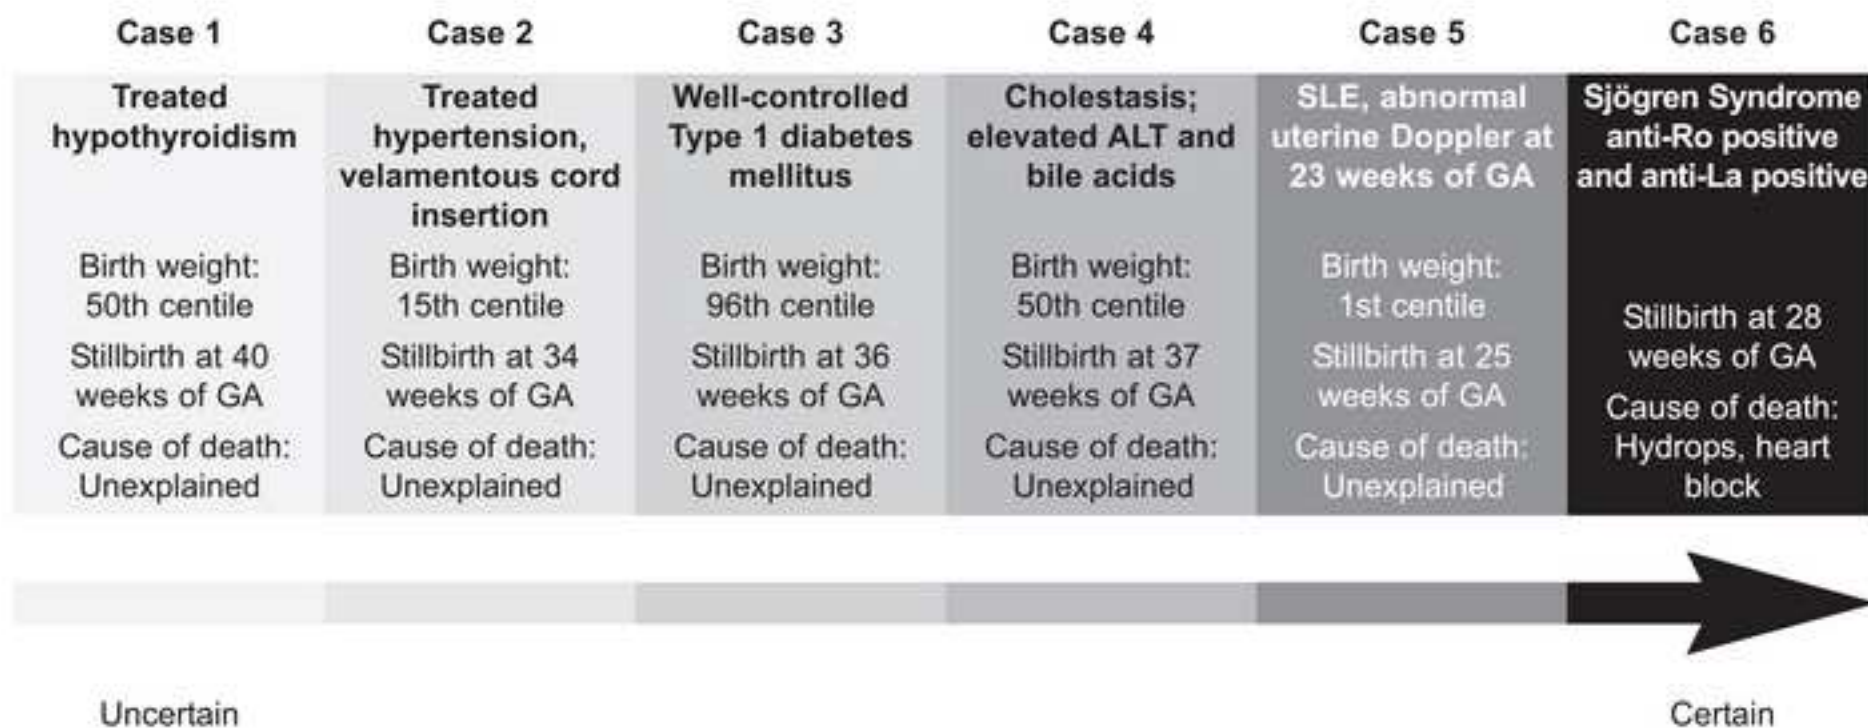 Case 1
Treated
hypothyroidism
Birth weight:
50th centile
Stillbirth at 40
weeks of GA
Cause of death:
Unexplained
Case 2
Treated
hypertension,
velamentous cord
insertion
Birth weight:
15th centile
Stillbirth at 34
weeks of GA
Cause of death:
Unexplained
Case 3
Well-controlled
Type 1 diabetes
mellitus
Birth weight:
96th centile
Stillbirth at 36
weeks of GA
Cause of death:
Unexplained
Case 4
Cholestasis;
elevated ALT and
bile acids
Birth weight:
50th centile
Stillbirth at 37
weeks of GA
Cause of death:
Unexplained
Case 5
SLE, abnormal
uterine Doppler at
23 weeks of GA
Birth weight:
1st centile
Stillbirth at 25
weeks of GA
Cause of death:
Unexplained
Case 6
Sjögren Syndrome
anti-Ro positive
and anti-La positive
Stillbirth at 28
weeks of GA
Cause of death:
Hydrops, heart
block
Uncertain
Certain